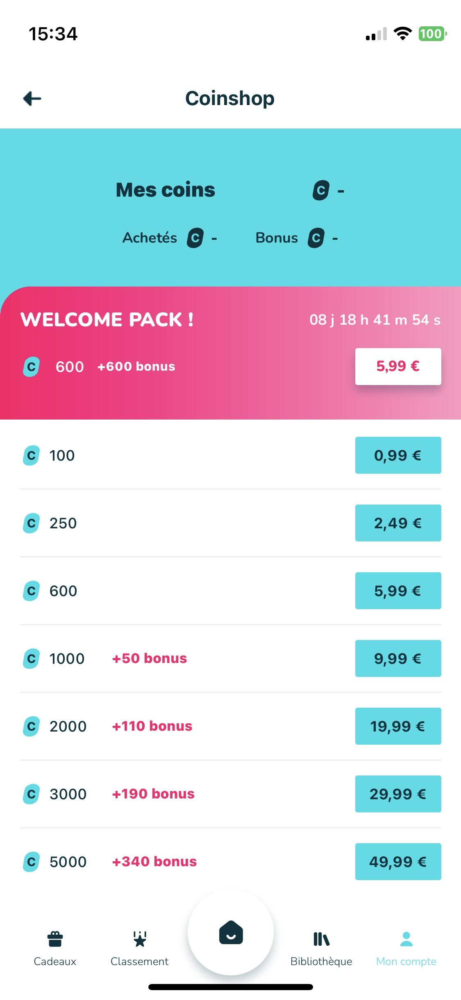 15:34
100
Coinshop
Mes coins C -
Achetés C - Bonus C -
WELCOME PACK ! 08 j 18 h 41 m 54 s
C 600 +600 bonus 5,99 €
C 100 0,99 €
C 250 2,49 €
C 600 5,99 €
C 1000 +50 bonus 9,99 €
C 2000 +110 bonus 19,99 €
C 3000 +190 bonus 29,99 €
C 5000 +340 bonus 49,99 €
Cadeaux Classement Bibliothèque Mon compte